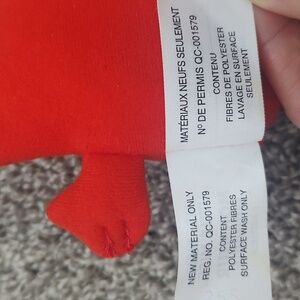 MATÉRIAUX NEUFS SEULEMENT
Nº DE PERMIS QC-001579
CONTENU
FIBRES DE POLYESTER
LAVAGE EN SURFACE
SEULEMENT
NEW MATERIAL ONLY
REG. NO. QC-001579
CONTENT
POLYESTER FIBRES
SURFACE WASH ONLY